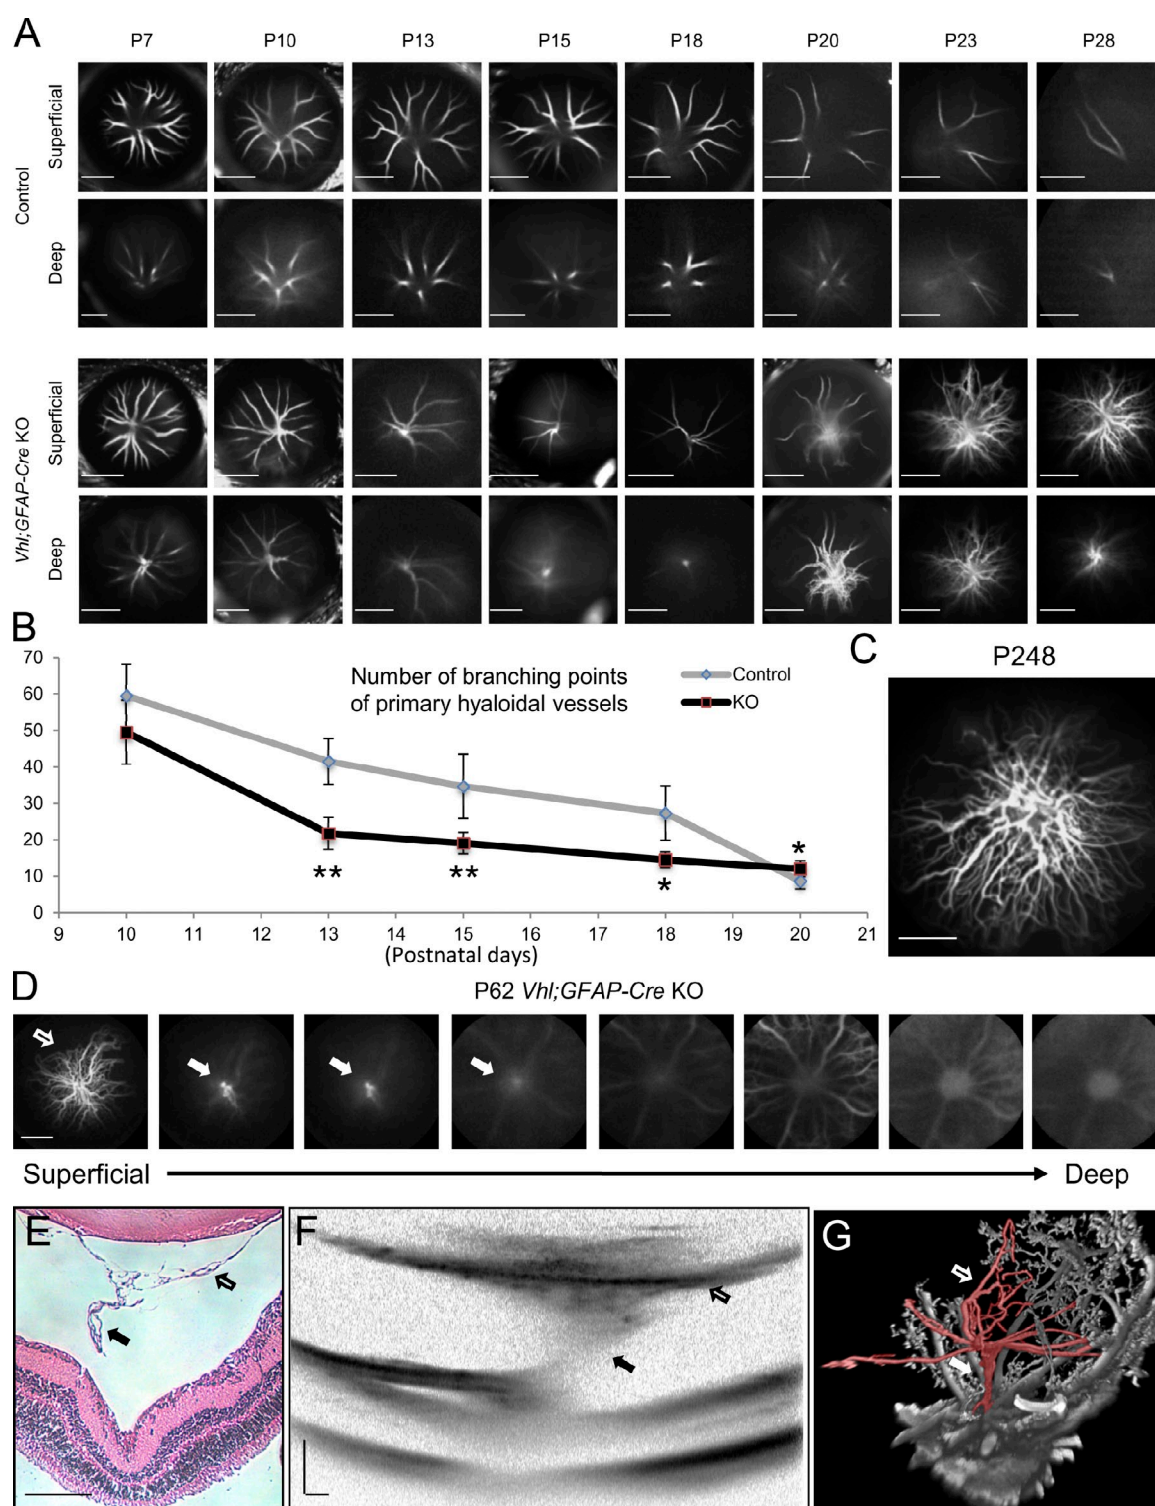 A
P7 P10 P13 P15 P18 P20 P23 P28
Control
Superficial
Deep
Vhl;GFAP-Cre KO
Superficial
Deep
B
Number of branching points
of primary hyaloidal vessels
Control
KO
70
60
50
40
30
20
10
0
** ** * *
9 10 11 12 13 14 15 16 17 18 19 20 21
(Postnatal days)
C
P248
D
P62 Vhl;GFAP-Cre KO
Superficial Deep
E
F
G